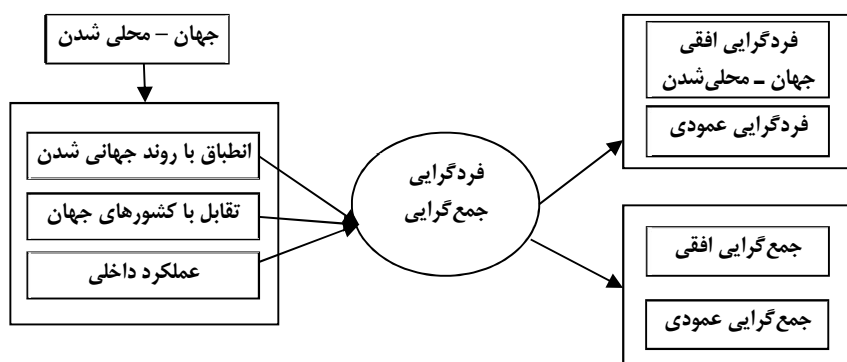 جهان – محلی شدن
انطباق با روند جهانی شدن
تقابل با کشورهای جهان
عملکرد داخلی
فردگرایی
جمع‌گرایی
فردگرایی افقی
جهان ـ محلی‌شدن
فردگرایی عمودی
جمع‌گرایی افقی
جمع‌گرایی عمودی